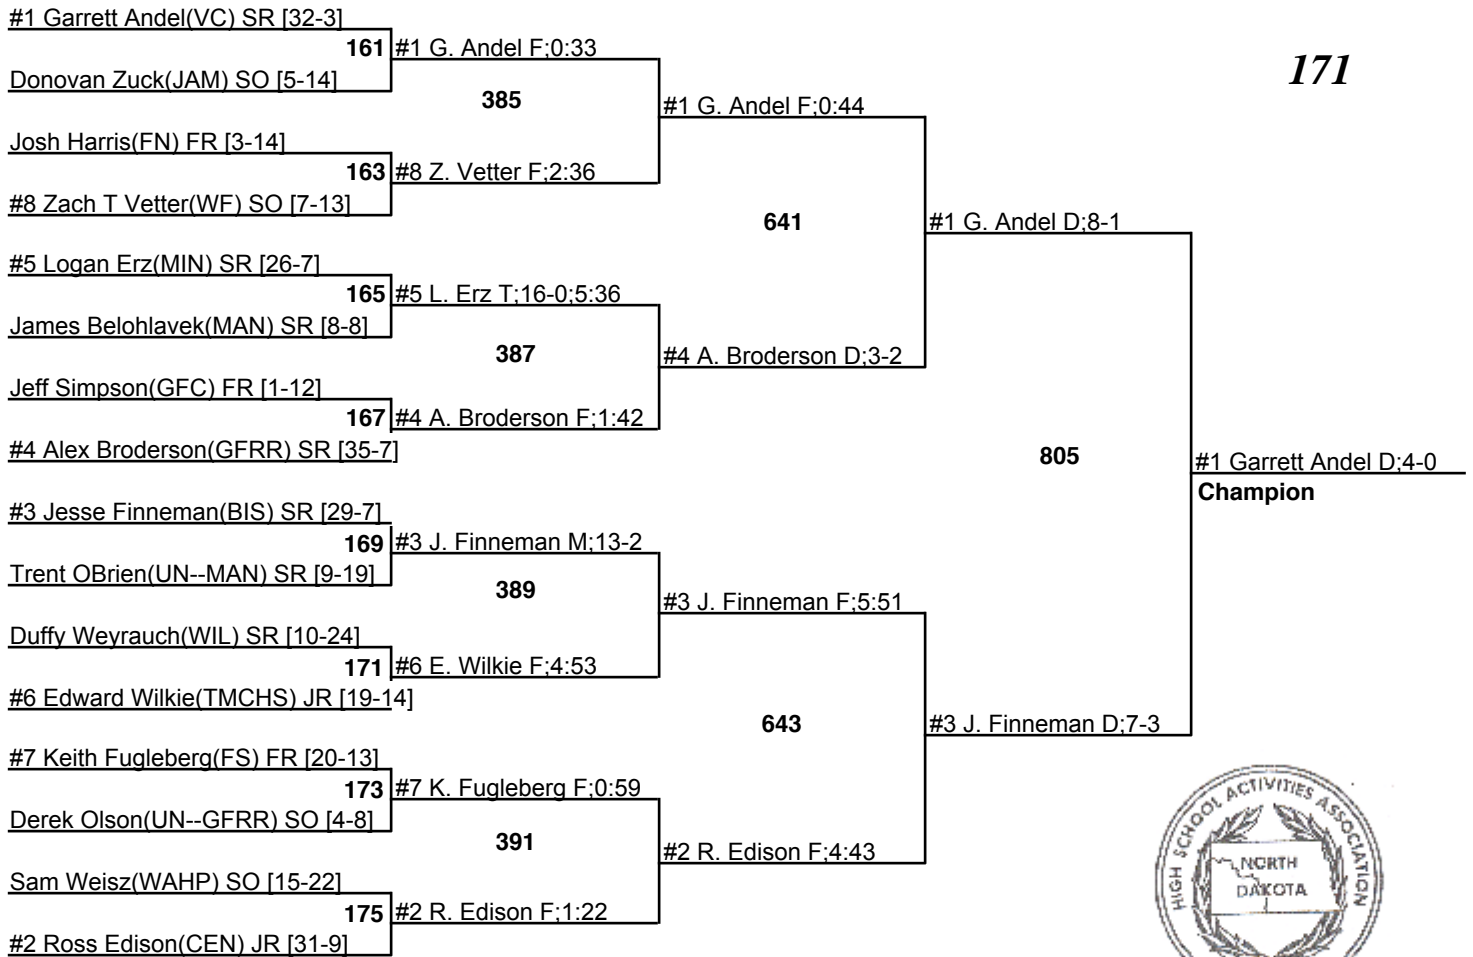 #1 Garrett Andel(VC) SR [32-3]
161 #1 G. Andel F;0:33
171
Donovan Zuck(JAM) SO [5-14]
385
#1 G. Andel F;0:44
Josh Harris(FN) FR [3-14]
163 #8 Z. Vetter F;2:36
#8 Zach T Vetter(WF) SO [7-13]
641
#1 G. Andel D;8-1
#5 Logan Erz(MIN) SR [26-7]
165 #5 L. Erz T;16-0;5:36
James Belohlavek(MAN) SR [8-8]
387
#4 A. Broderson D;3-2
Jeff Simpson(GFC) FR [1-12]
167 #4 A. Broderson F;1:42
#4 Alex Broderson(GFRR) SR [35-7]
805
#1 Garrett Andel D;4-0
Champion
#3 Jesse Finneman(BIS) SR [29-7]
169 #3 J. Finneman M;13-2
Trent OBrien(UN--MAN) SR [9-19]
389
#3 J. Finneman F;5:51
Duffy Weyrauch(WIL) SR [10-24]
171 #6 E. Wilkie F;4:53
#6 Edward Wilkie(TMCHS) JR [19-14]
643
#3 J. Finneman D;7-3
#7 Keith Fugleberg(FS) FR [20-13]
173 #7 K. Fugleberg F;0:59
Derek Olson(UN--GFRR) SO [4-8]
391
#2 R. Edison F;4:43
Sam Weisz(WAHP) SO [15-22]
175 #2 R. Edison F;1:22
#2 Ross Edison(CEN) JR [31-9]
HIGH SCHOOL ACTIVITIES ASSOCIATION
NORTH
DAKOTA